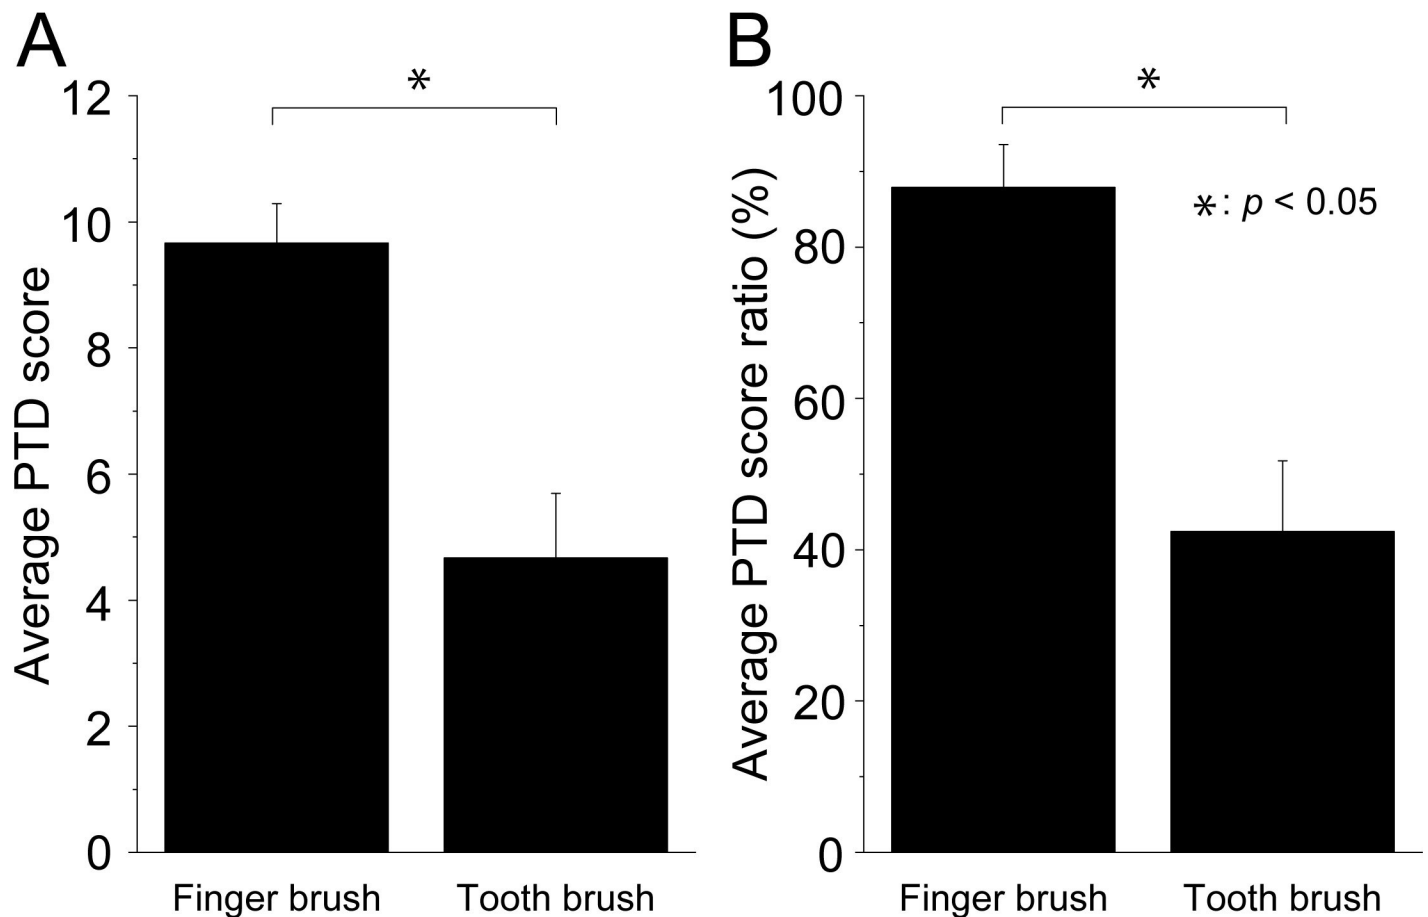 A
*
12
10
8
6
4
2
0
Average PTD score
Finger brush
Tooth brush
B
*
100
80
60
40
20
0
Average PTD score ratio (%)
*: p < 0.05
Finger brush
Tooth brush